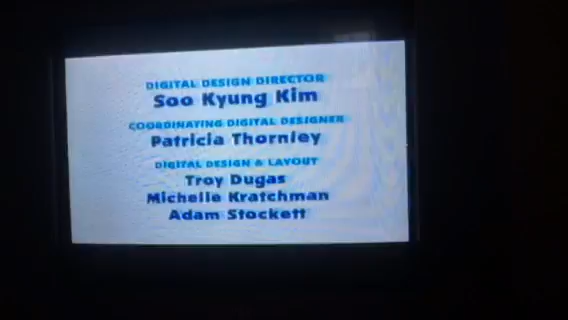 DIGITAL DESIGN DIRECTOR
Soo Kyung Kim
COORDINATING DIGITAL DESIGNER
Patricia Thornley
DIGITAL DESIGN & LAYOUT
Troy Dugas
Michelle Kratchman
Adam Stockett